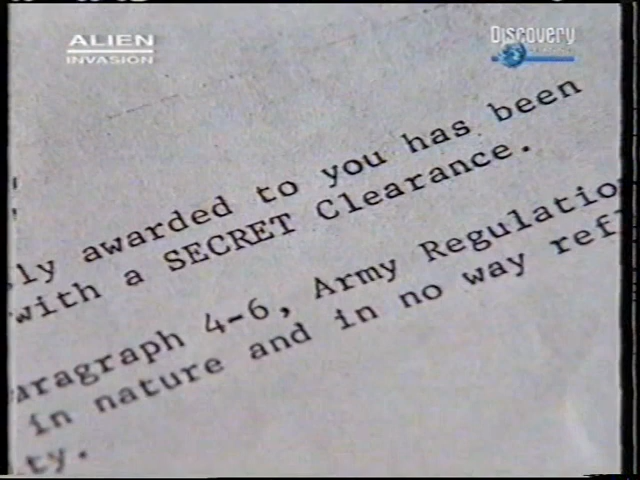 ALIEN
INVASION
Discovery
ly awarded to you has been
with a SECRET Clearance.
aragraph 4-6, Army Regulatio
in nature and in no way refl
ty.